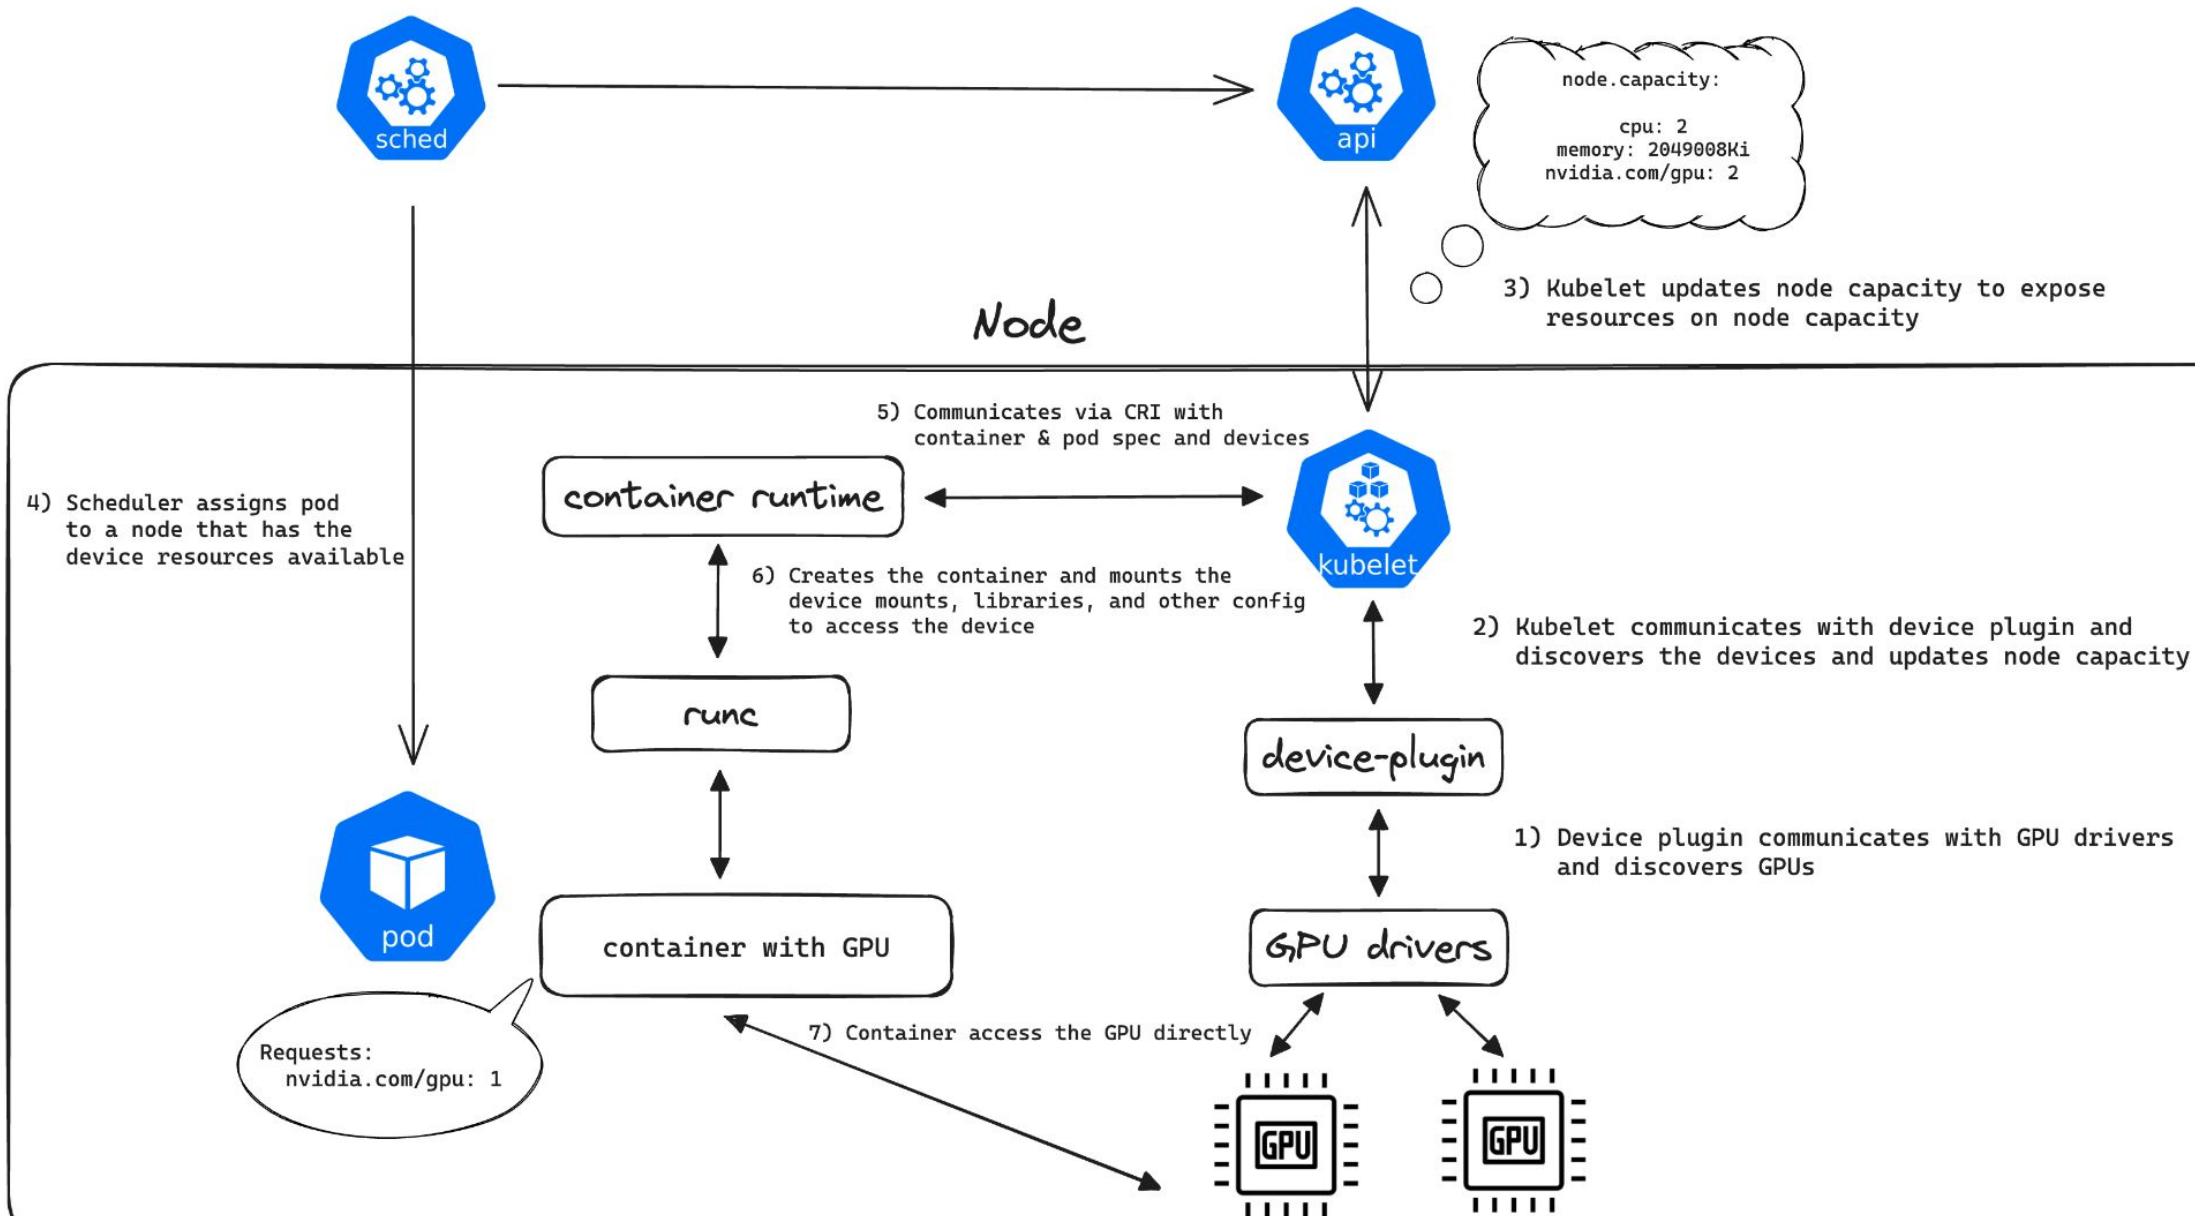 sched
api
node.capacity:
cpu: 2
memory: 2049008Ki
nvidia.com/gpu: 2
3) Kubelet updates node capacity to expose
resources on node capacity
Node
5) Communicates via CRI with
container & pod spec and devices
container runtime
4) Scheduler assigns pod
to a node that has the
device resources available
kubelet
6) Creates the container and mounts the
device mounts, libraries, and other config
to access the device
2) Kubelet communicates with device plugin and
discovers the devices and updates node capacity
runc
device-plugin
1) Device plugin communicates with GPU drivers
and discovers GPUs
pod
container with GPU
GPU drivers
7) Container access the GPU directly
Requests:
nvidia.com/gpu: 1
GPU
GPU